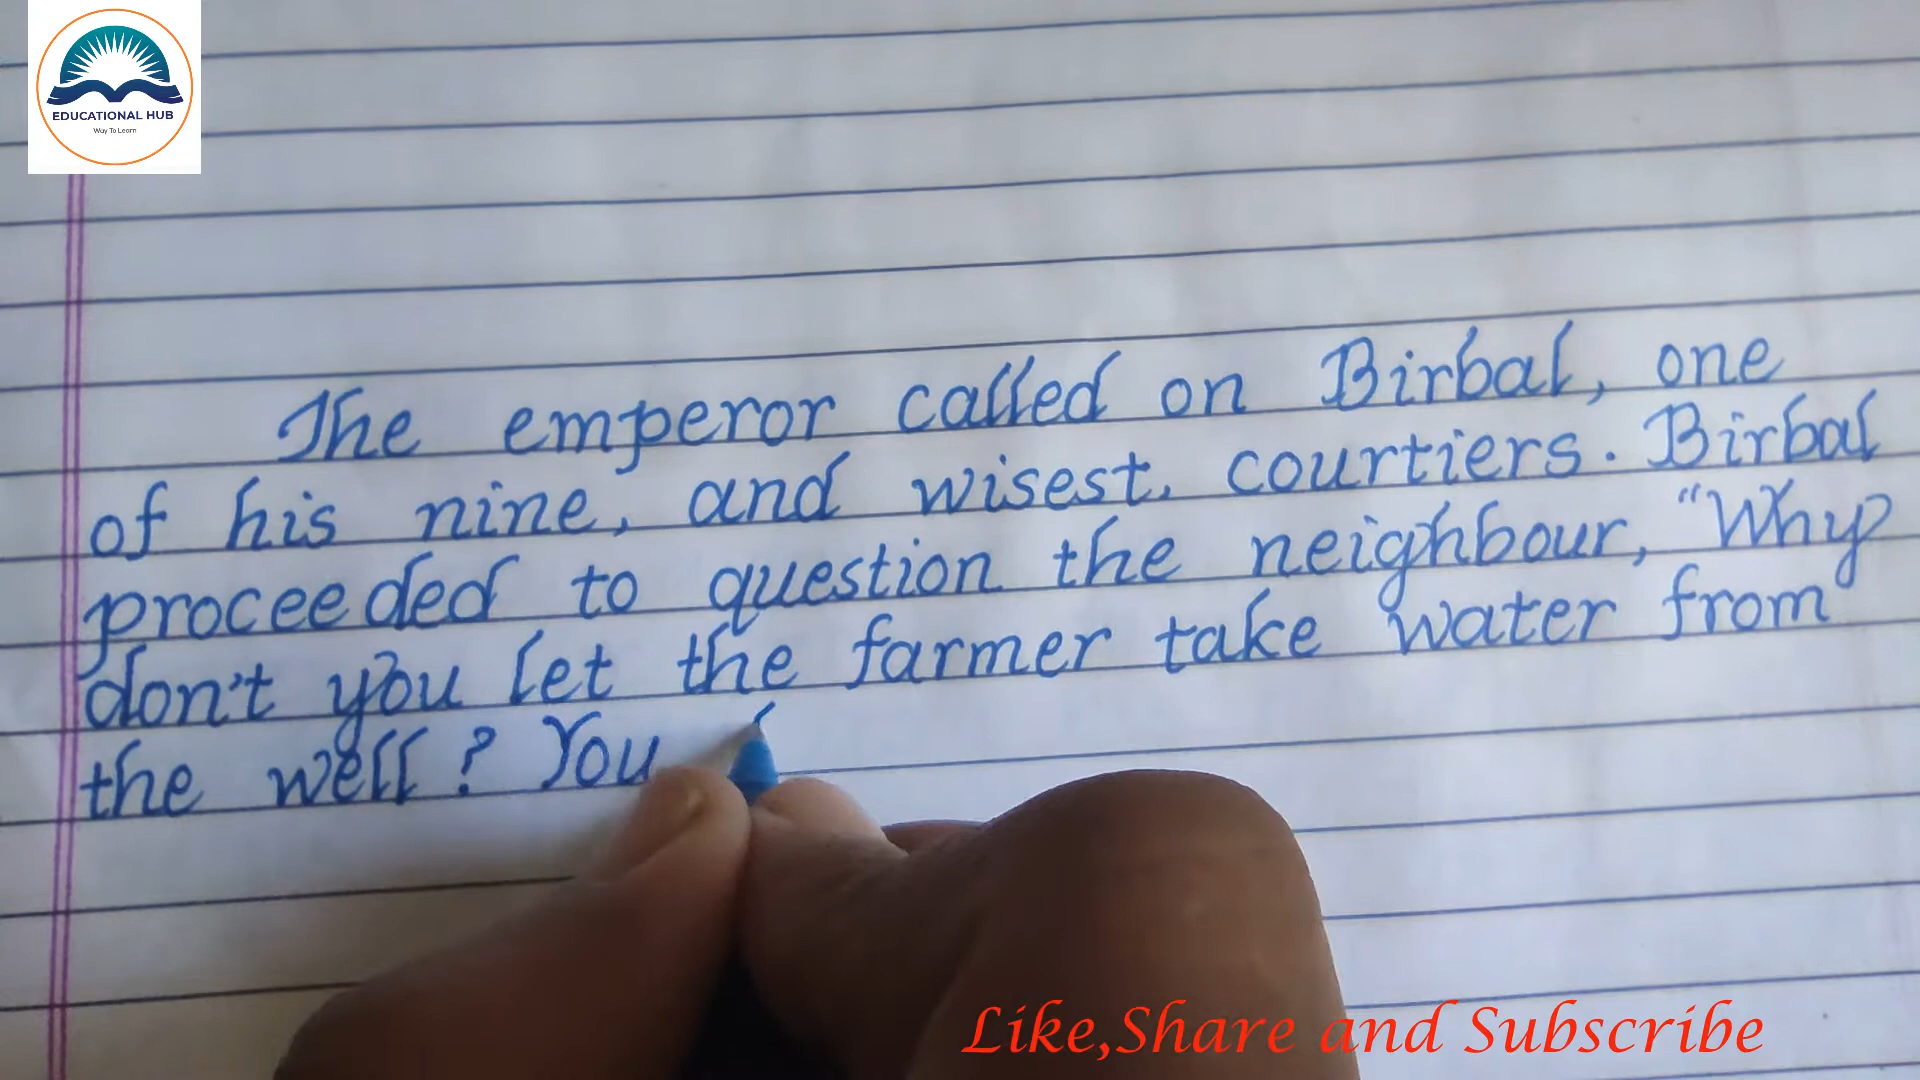 EDUCATIONAL HUB
Way To Learn
The emperor called on Birbal, one
of his nine, and wisest, courtiers. Birbal
proceeded to question the neighbour, "Why
don't you let the farmer take water from
the well? You
Like,Share and Subscribe